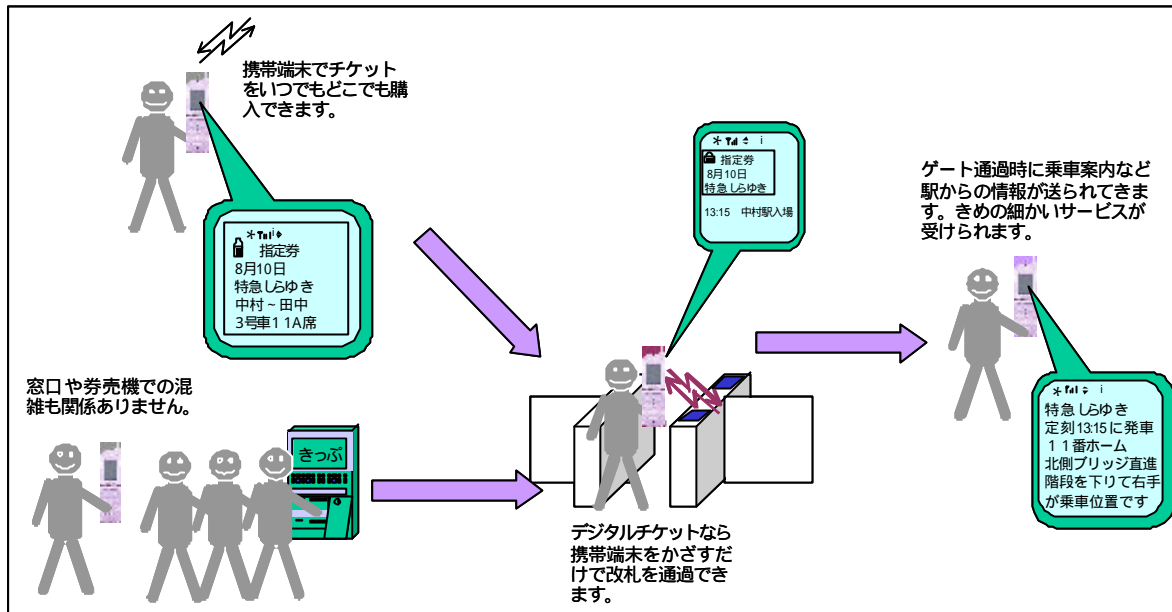 携帯端末でチケット
をいつでもどこでも購
入できます。
指定券
8月10日
特急しらゆき
中村~田中
3号車11A席
窓口や券売機での混
雑も関係ありません。
きっぷ
i
指定券
8月10日
特急しらゆき
13:15 中村駅入場
デジタルチケットなら
携帯端末をかざすだ
けで改札を通過でき
ます。
ゲート通過時に乗車案内など
駅からの情報が送られてきま
す。きめの細かいサービスが
受けられます。
i
特急しらゆき
定刻13:15に発車
11番ホーム
北側ブリッジ直進
階段を下りて右手
が乗車位置です